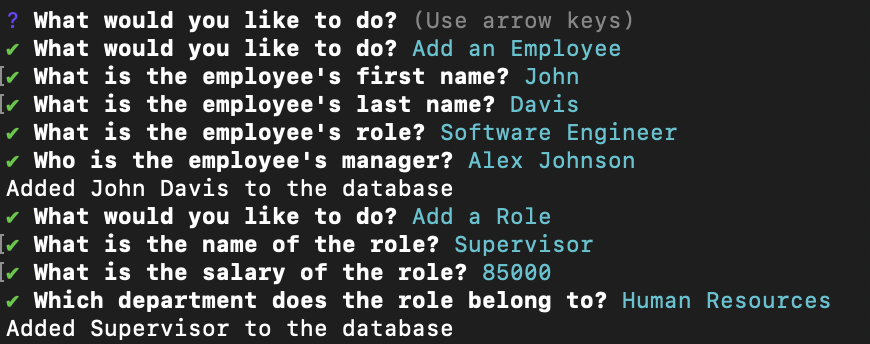 ? What would you like to do? (Use arrow keys)
✔ What would you like to do? Add an Employee
✔ What is the employee's first name? John
✔ What is the employee's last name? Davis
✔ What is the employee's role? Software Engineer
✔ Who is the employee's manager? Alex Johnson
Added John Davis to the database
✔ What would you like to do? Add a Role
✔ What is the name of the role? Supervisor
✔ What is the salary of the role? 85000
✔ Which department does the role belong to? Human Resources
Added Supervisor to the database